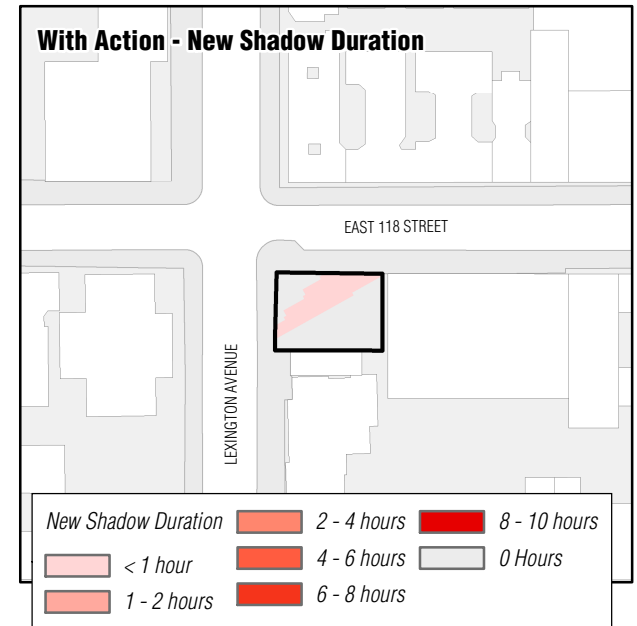 With Action - New Shadow Duration
EAST 118 STREET
LEXINGTON AVENUE
New Shadow Duration
< 1 hour
1 - 2 hours
2 - 4 hours
4 - 6 hours
6 - 8 hours
8 - 10 hours
0 Hours